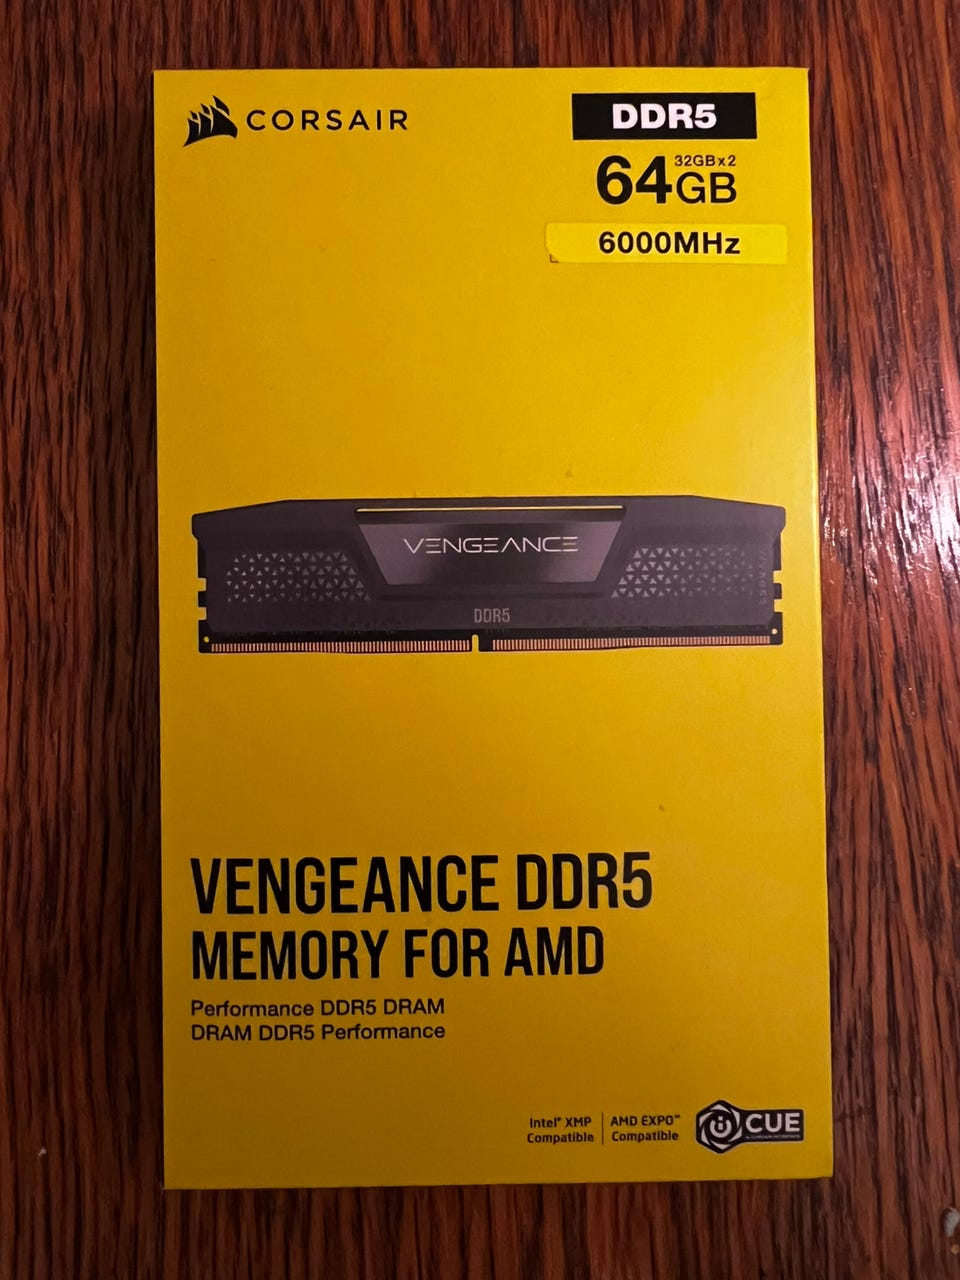 CORSAIR
DDR5
32GBx2
64GB
6000MHz
VENGEANCE
DDR5
VENGEANCE DDR5
MEMORY FOR AMD
Performance DDR5 DRAM
DRAM DDR5 Performance
Intel® XMP
Compatible
AMD EXPO™
Compatible
iCUE